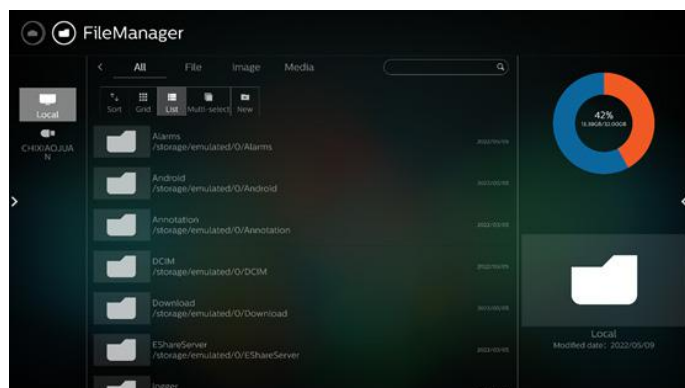 FileManager
All File Image Media
Local
CHIXIAOJUA
N
Sort Grid List Multi-select New
Alarms
/storage/emulated/0/Alarms
Android
/storage/emulated/0/Android
Annotation
/storage/emulated/0/Annotation
DCIM
/storage/emulated/0/DCIM
Download
/storage/emulated/0/Download
EShareServer
/storage/emulated/0/EShareServer
logger
42%
Local
Modified date: 2022/05/09